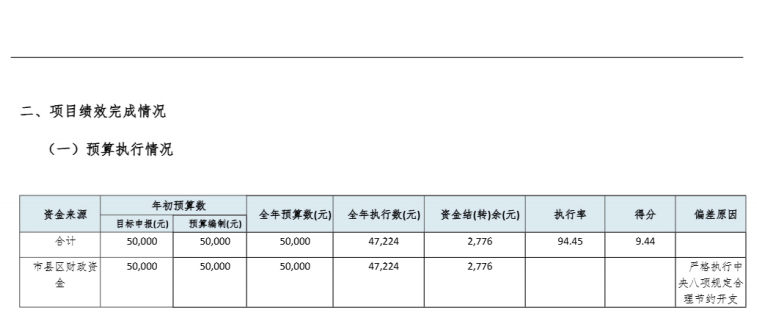 二、项目绩效完成情况
（一）预算执行情况
资金来源 年初预算数 全年预算数(元) 全年执行数(元) 资金结(转)余(元) 执行率 得分 偏差原因
目标申报(元) 预算编制(元)
合计 50,000 50,000 50,000 47,224 2,776 94.45 9.44
市县区财政资 50,000 50,000 50,000 47,224 2,776 严格执行中
金 央八项规定合
理节约开支